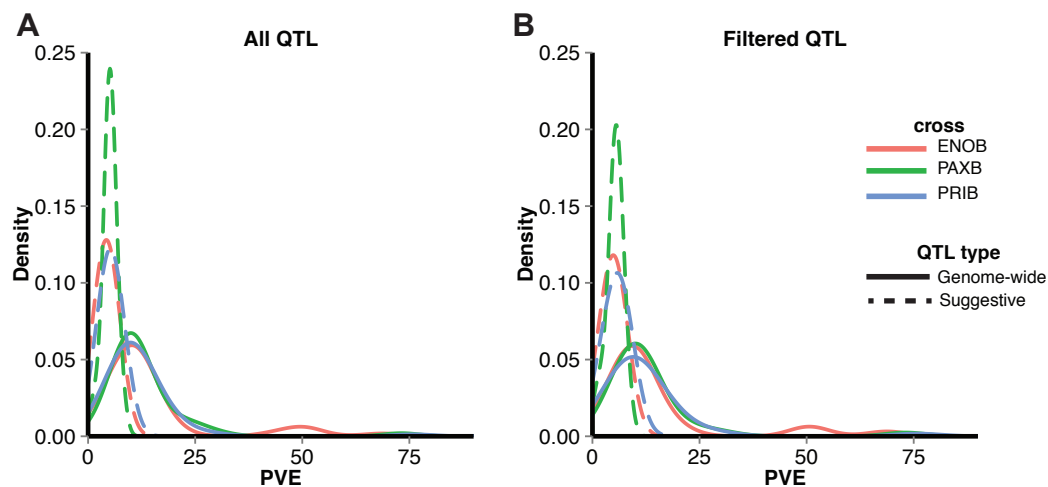 A
All QTL
0.25
0.20
0.15
0.10
0.05
0.00
Density
0
25
50
75
PVE
B
Filtered QTL
0.25
0.20
0.15
0.10
0.05
0.00
Density
0
25
50
75
PVE
cross
ENOB
PAXB
PRIB
QTL type
Genome-wide
Suggestive